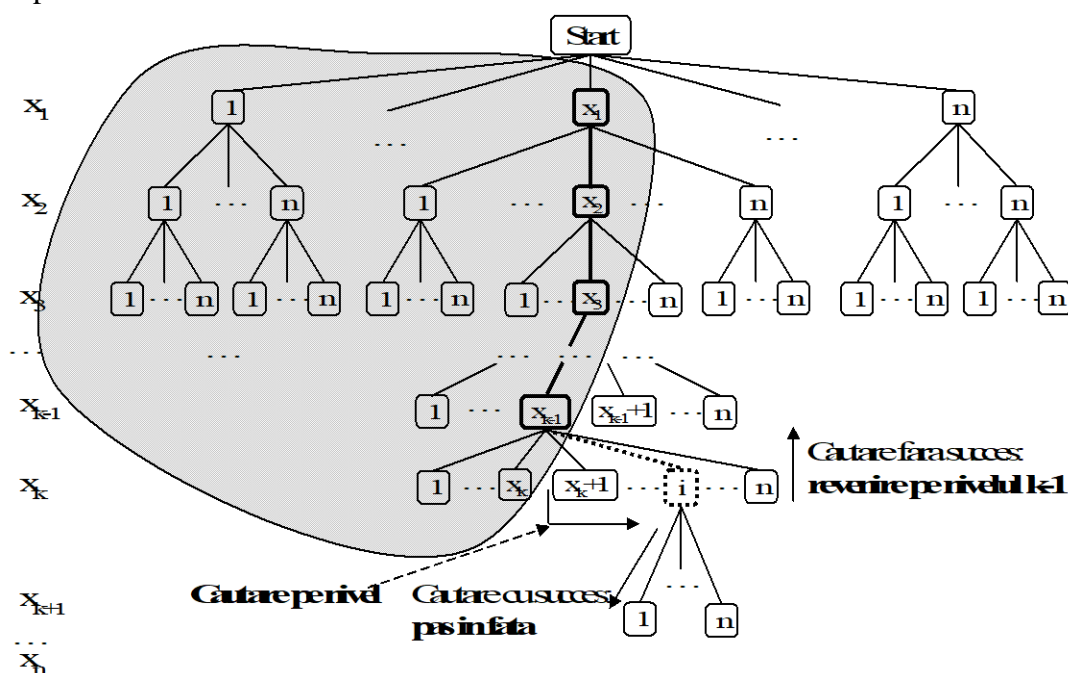 Start
x₁ 1 ... x₁ ... n
x₂ 1 ... n 1 ... x₂ ... n 1 ... n
x₃ 1 ... n 1 ... n 1 ... n 1 ... x₃ ... n 1 ... n 1 ... n 1 ... n
... ... ... ... ...
xₖ₋₁ 1 ... xₖ₋₁ xₖ₋₁+1 ... n
Cautare fara succes:
xₖ 1 ... xₖ xₖ+1 ... i ... n revenire pe nivelul k-1
...
Cautare pe nivel Cautare cu succes:
xₖ₊₁ pas in fata 1 n
...
xₙ